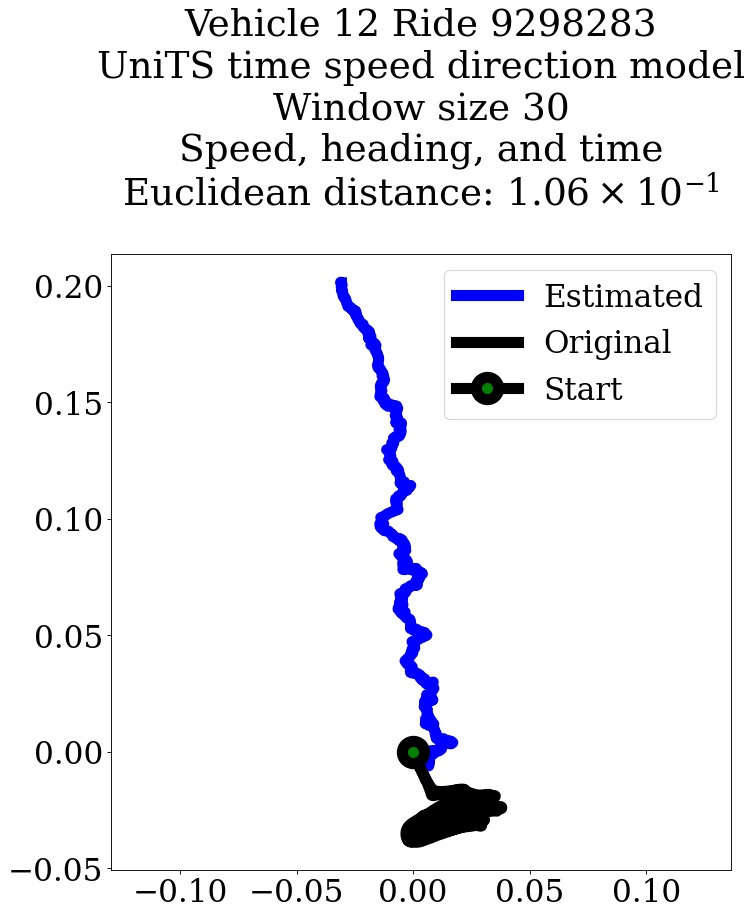 Vehicle 12 Ride 9298283
UniTS time speed direction model
Window size 30
Speed, heading, and time
Euclidean distance: 1.06 × 10⁻¹
Estimated
Original
Start
0.20
0.15
0.10
0.05
0.00
−0.05
−0.10 −0.05 0.00 0.05 0.10